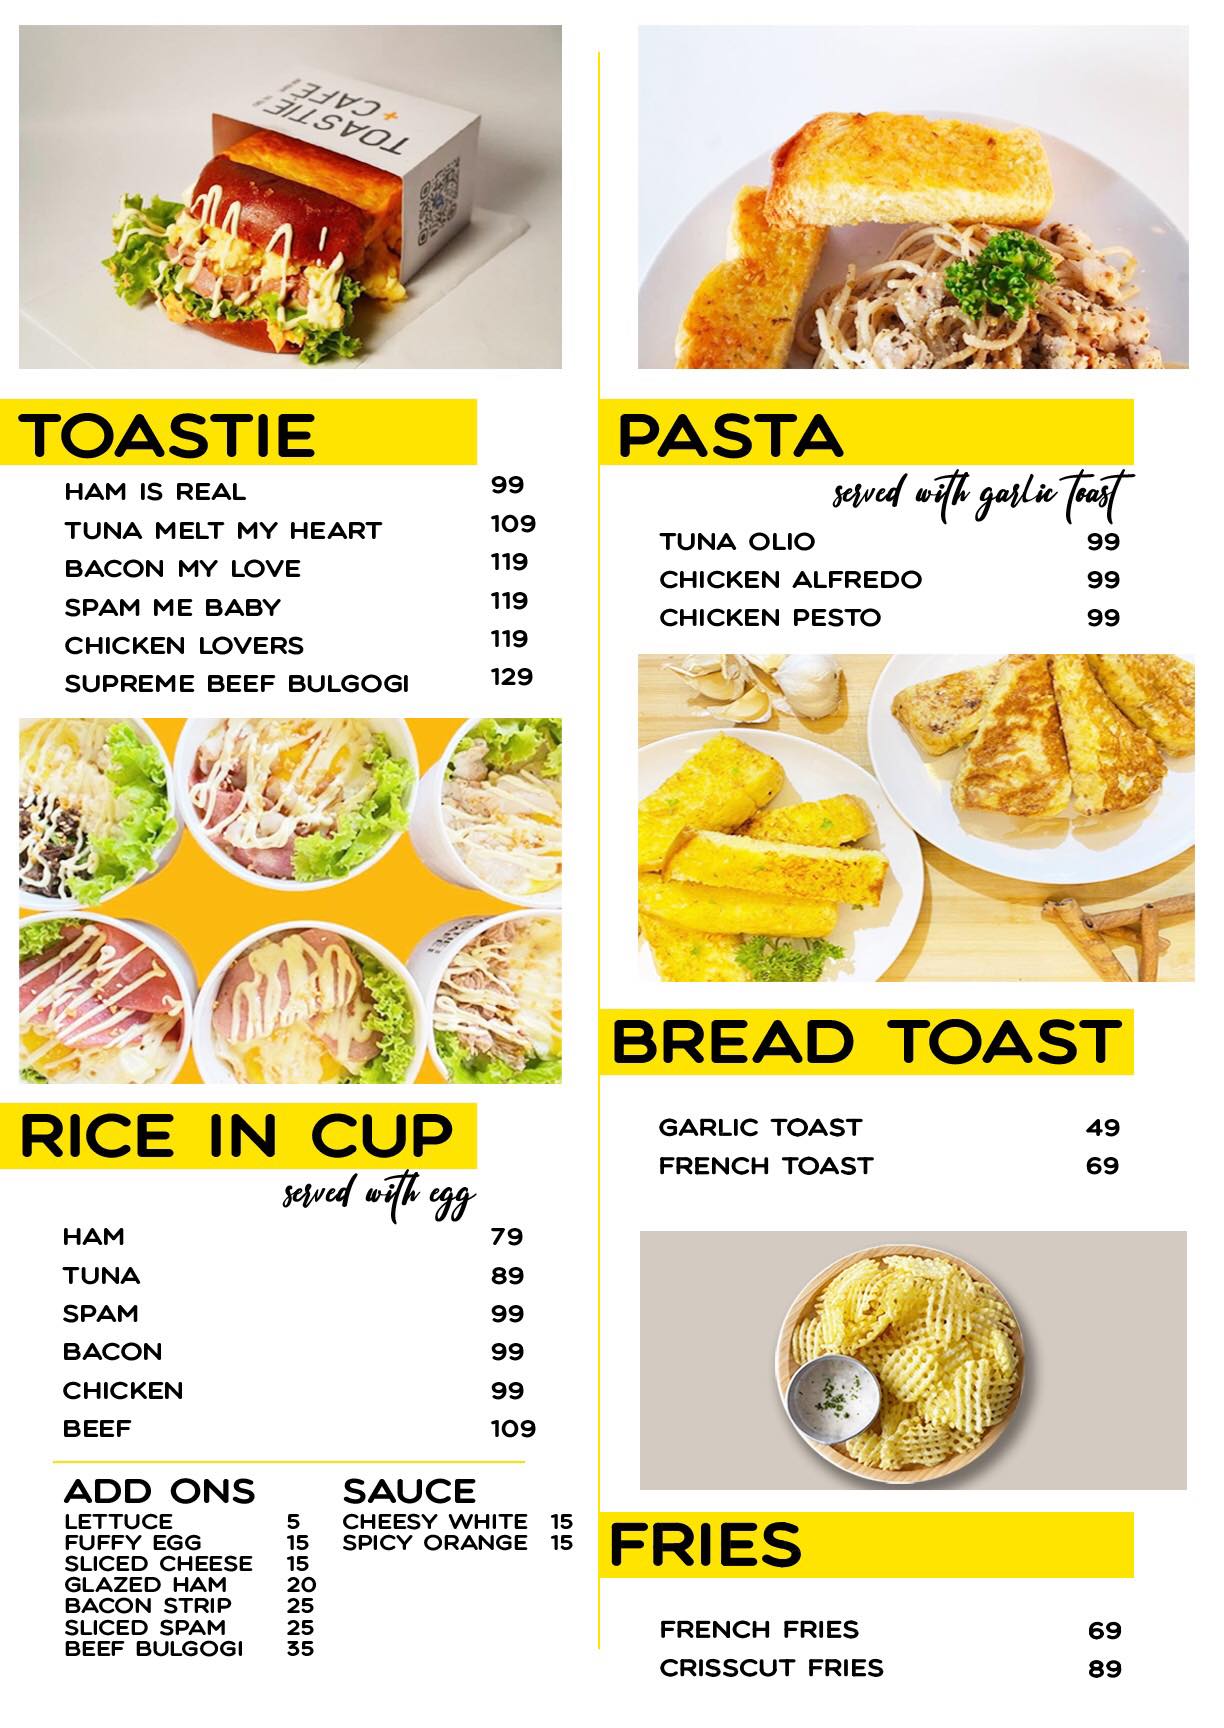 TOASTIE
+ CAFÉ
TOASTIE
HAM IS REAL 99
TUNA MELT MY HEART 109
BACON MY LOVE 119
SPAM ME BABY 119
CHICKEN LOVERS 119
SUPREME BEEF BULGOGI 129
RICE IN CUP
served with egg
HAM 79
TUNA 89
SPAM 99
BACON 99
CHICKEN 99
BEEF 109
ADD ONS
LETTUCE 5
FUFFY EGG 15
SLICED CHEESE 15
GLAZED HAM 20
BACON STRIP 25
SLICED SPAM 25
BEEF BULGOGI 35
SAUCE
CHEESY WHITE 15
SPICY ORANGE 15
PASTA
served with garlic toast
TUNA OLIO 99
CHICKEN ALFREDO 99
CHICKEN PESTO 99
BREAD TOAST
GARLIC TOAST 49
FRENCH TOAST 69
FRIES
FRENCH FRIES 69
CRISSCUT FRIES 89